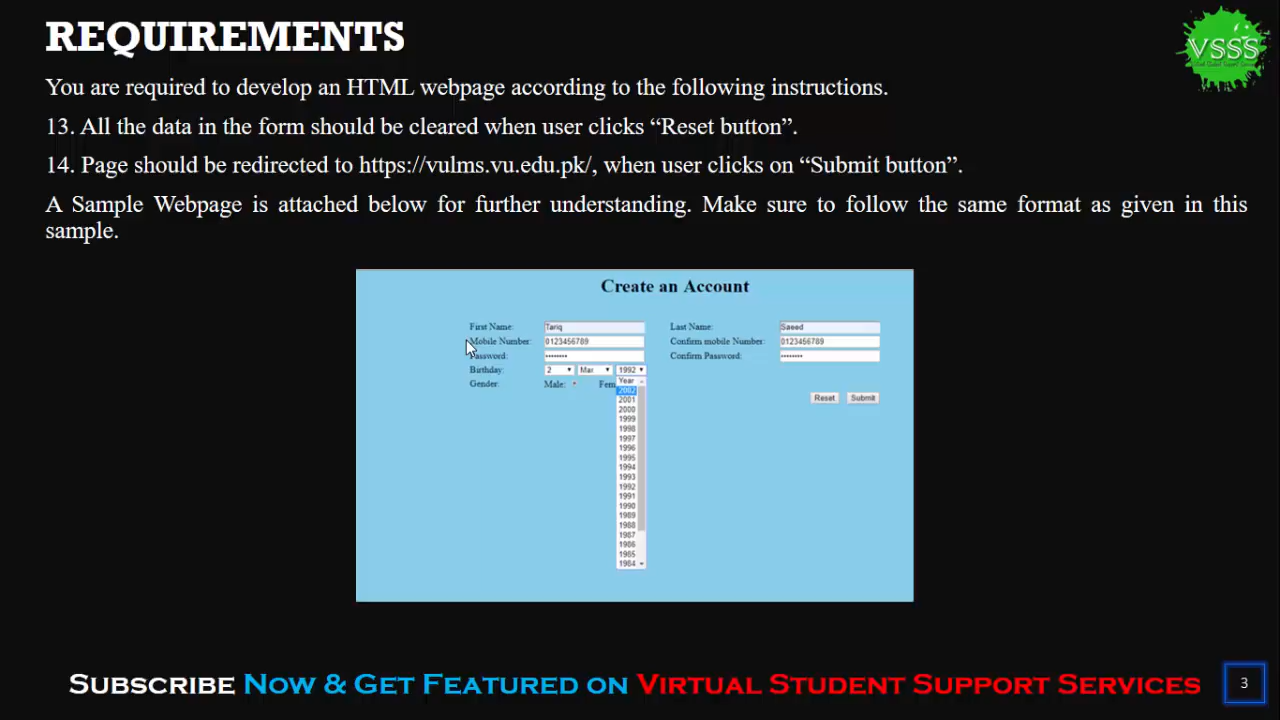 REQUIREMENTS
VSSS
You are required to develop an HTML webpage according to the following instructions.
13. All the data in the form should be cleared when user clicks “Reset button”.
14. Page should be redirected to https://vulms.vu.edu.pk/, when user clicks on “Submit button”.
A Sample Webpage is attached below for further understanding. Make sure to follow the same format as given in this
sample.
Create an Account
First Name: Tariq Last Name: Saeed
Mobile Number: 0123456789 Confirm mobile Number: 0123456789
Password: •••••••• Confirm Password: ••••••••
Birthday: 2 Mar 1992
Gender: Male: Fem
Year
2002
2001
2000
1999
1998
1997
1996
1995
1994
1993
1992
1991
1990
1989
1988
1987
1986
1985
1984
Reset Submit
SUBSCRIBE NOW & GET FEATURED ON VIRTUAL STUDENT SUPPORT SERVICES
3